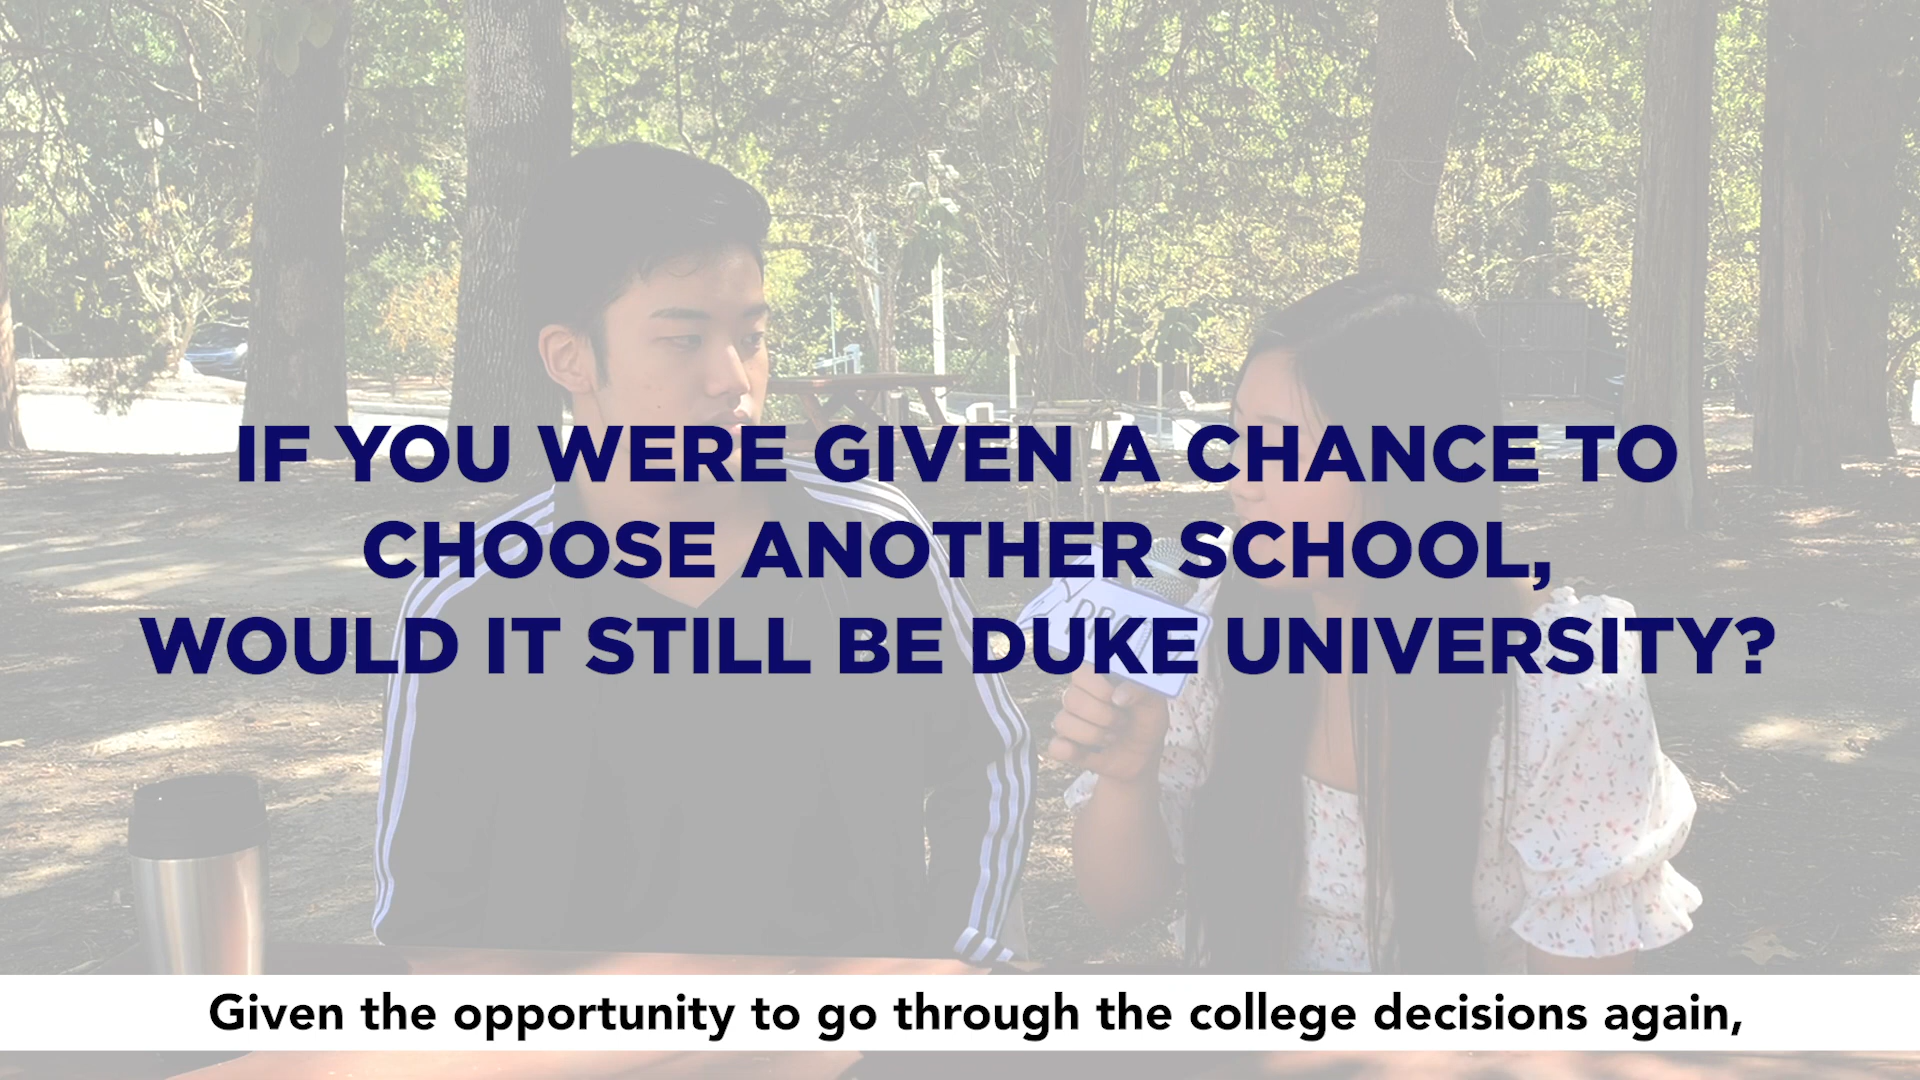 IF YOU WERE GIVEN A CHANCE TO
CHOOSE ANOTHER SCHOOL,
WOULD IT STILL BE DUKE UNIVERSITY?
Given the opportunity to go through the college decisions again,